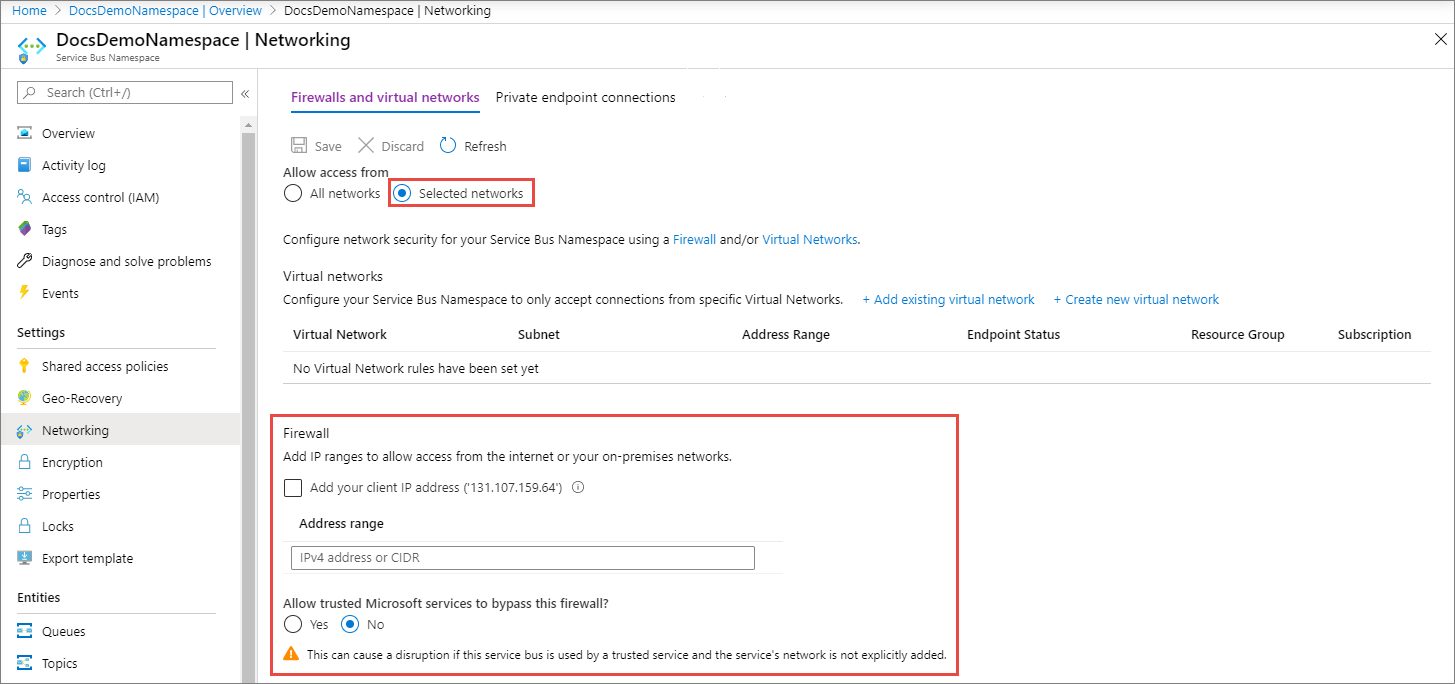 Home > DocsDemoNamespace | Overview > DocsDemoNamespace | Networking
DocsDemoNamespace | Networking
Service Bus Namespace
Search (Ctrl+/)
«
Overview
Activity log
Access control (IAM)
Tags
Diagnose and solve problems
Events
Settings
Shared access policies
Geo-Recovery
Networking
Encryption
Properties
Locks
Export template
Entities
Queues
Topics
Firewalls and virtual networks Private endpoint connections
Save Discard Refresh
Allow access from
All networks Selected networks
Configure network security for your Service Bus Namespace using a Firewall and/or Virtual Networks.
Virtual networks
Configure your Service Bus Namespace to only accept connections from specific Virtual Networks. + Add existing virtual network + Create new virtual network
Virtual Network Subnet Address Range Endpoint Status Resource Group Subscription
No Virtual Network rules have been set yet
Firewall
Add IP ranges to allow access from the internet or your on-premises networks.
Add your client IP address ('131.107.159.64')
Address range
IPv4 address or CIDR
Allow trusted Microsoft services to bypass this firewall?
Yes No
This can cause a disruption if this service bus is used by a trusted service and the service's network is not explicitly added.